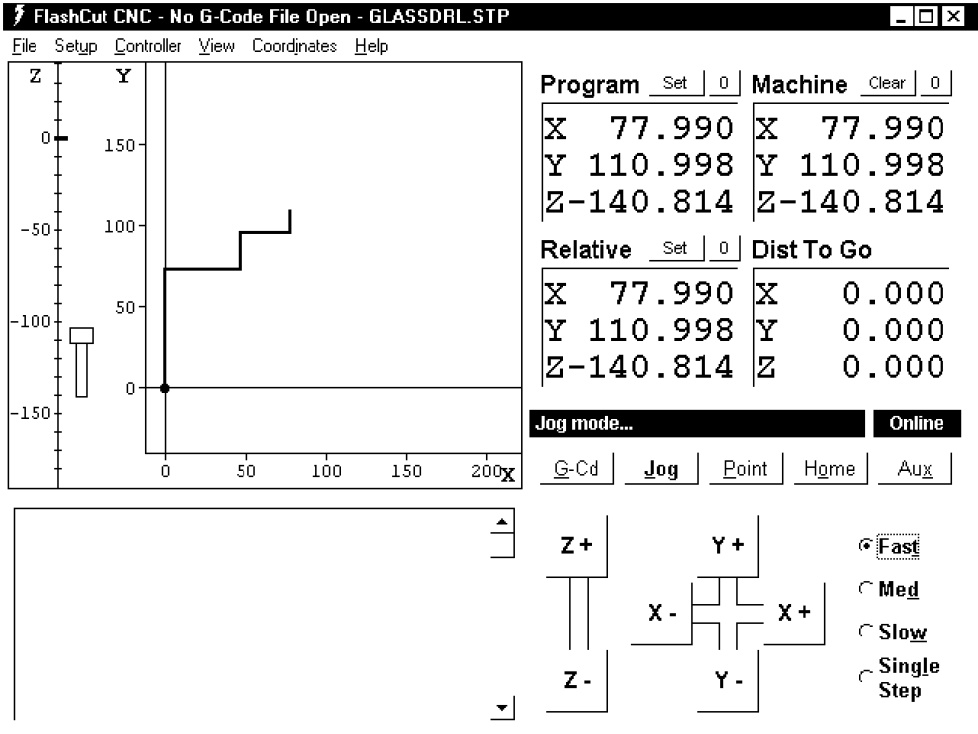 FlashCut CNC - No G-Code File Open - GLASSDRL.STP
File Setup Controller View Coordinates Help
Z
0
-50
-100
-150
Y
150
100
50
0
0 50 100 150 200 X
Program Set 0
X 77.990
Y 110.998
Z-140.814
Machine Clear 0
X 77.990
Y 110.998
Z-140.814
Relative Set 0
X 77.990
Y 110.998
Z-140.814
Dist To Go
X 0.000
Y 0.000
Z 0.000
Jog mode... Online
G-Cd Jog Point Home Aux
Z +
Z -
Y +
X - X +
Y -
Fast
Med
Slow
Single
Step